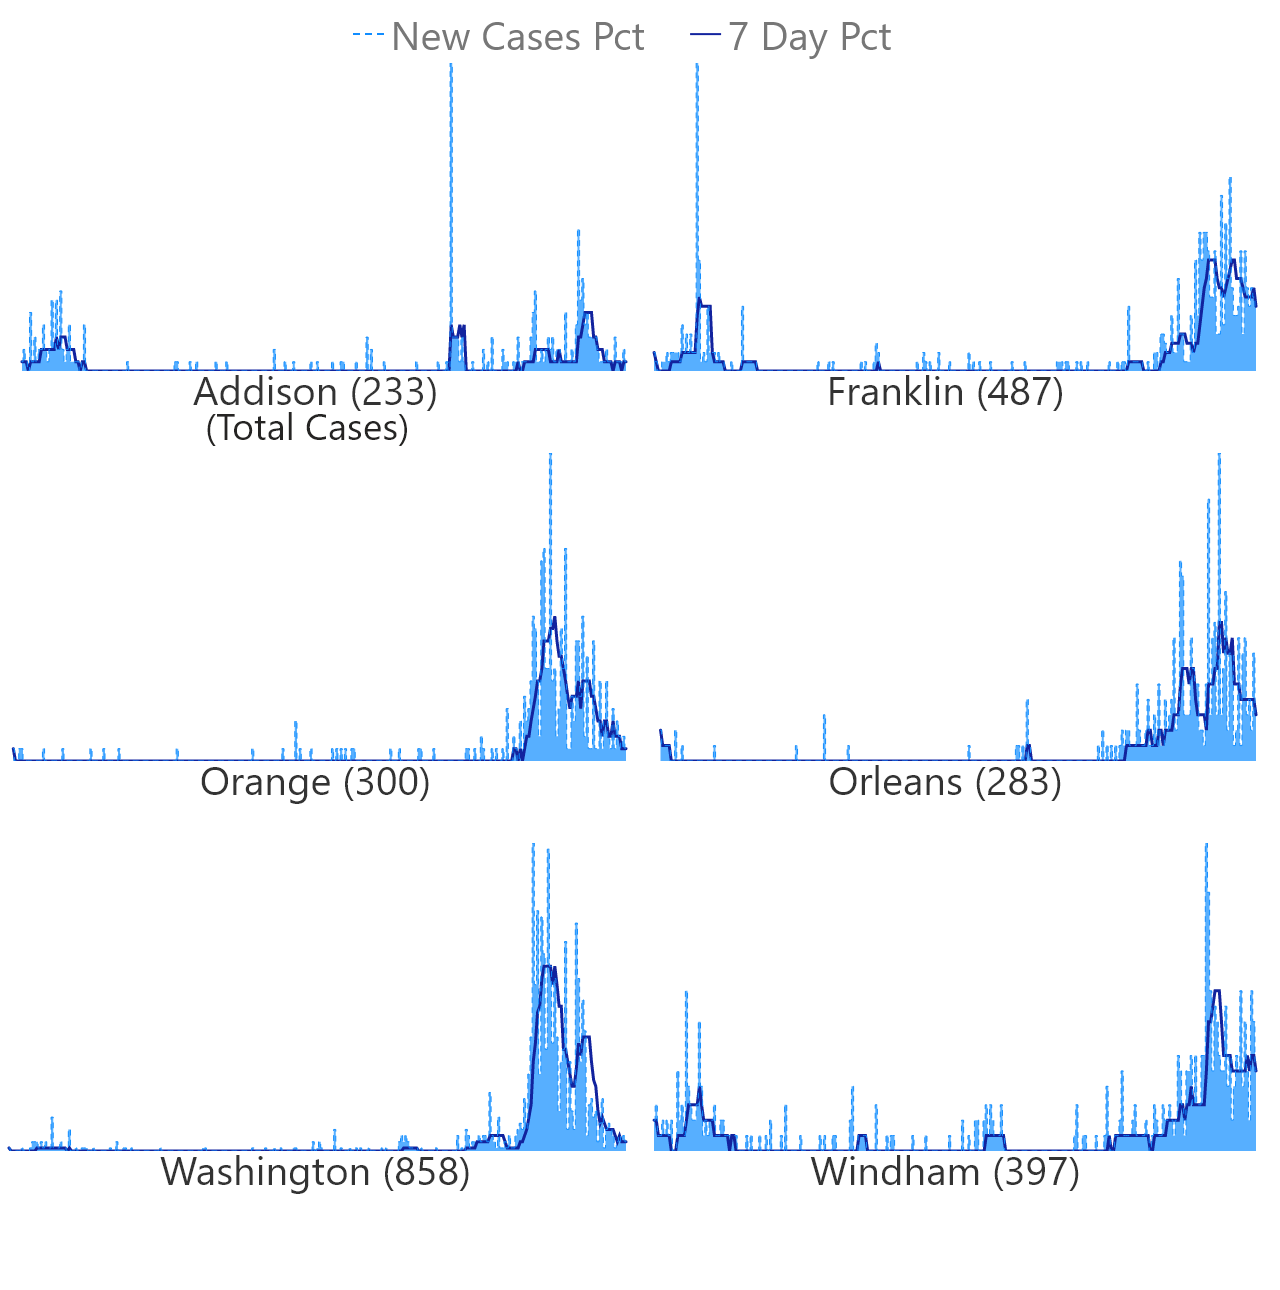 New Cases Pct 7 Day Pct
Addison (233) Franklin (487)
(Total Cases)
Orange (300) Orleans (283)
Washington (858) Windham (397)